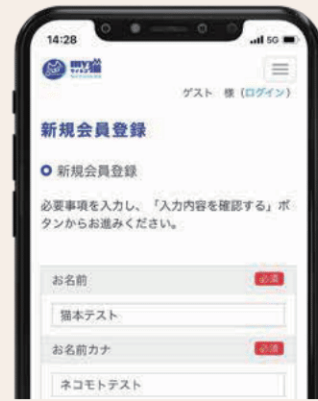 14:28
5G
my猫
ゲスト 様 (ログイン)
新規会員登録
新規会員登録
必要事項を入力し、「入力内容を確認する」ボ
タンからお進みください。
お名前 必須
猫本テスト
お名前カナ 必須
ネコモトテスト